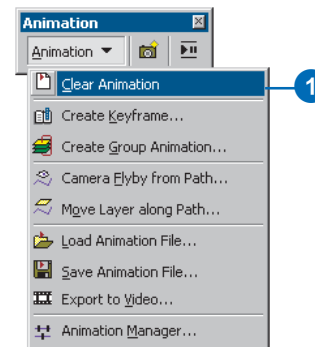 Animation
Animation
Clear Animation
1
Create Keyframe...
Create Group Animation...
Camera Flyby from Path...
Move Layer along Path...
Load Animation File...
Save Animation File...
Export to Video...
Animation Manager...